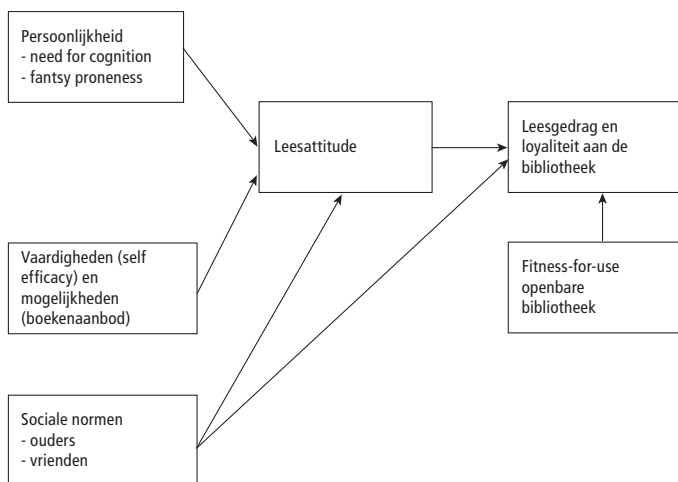 Persoonlijkheid
- need for cognition
- fantsy proneness
Leesattitude
Leesgedrag en
loyaliteit aan de
bibliotheek
Vaardigheden (self
efficacy) en
mogelijkheden
(boekenaanbod)
Fitness-for-use
openbare
bibliotheek
Sociale normen
- ouders
- vrienden